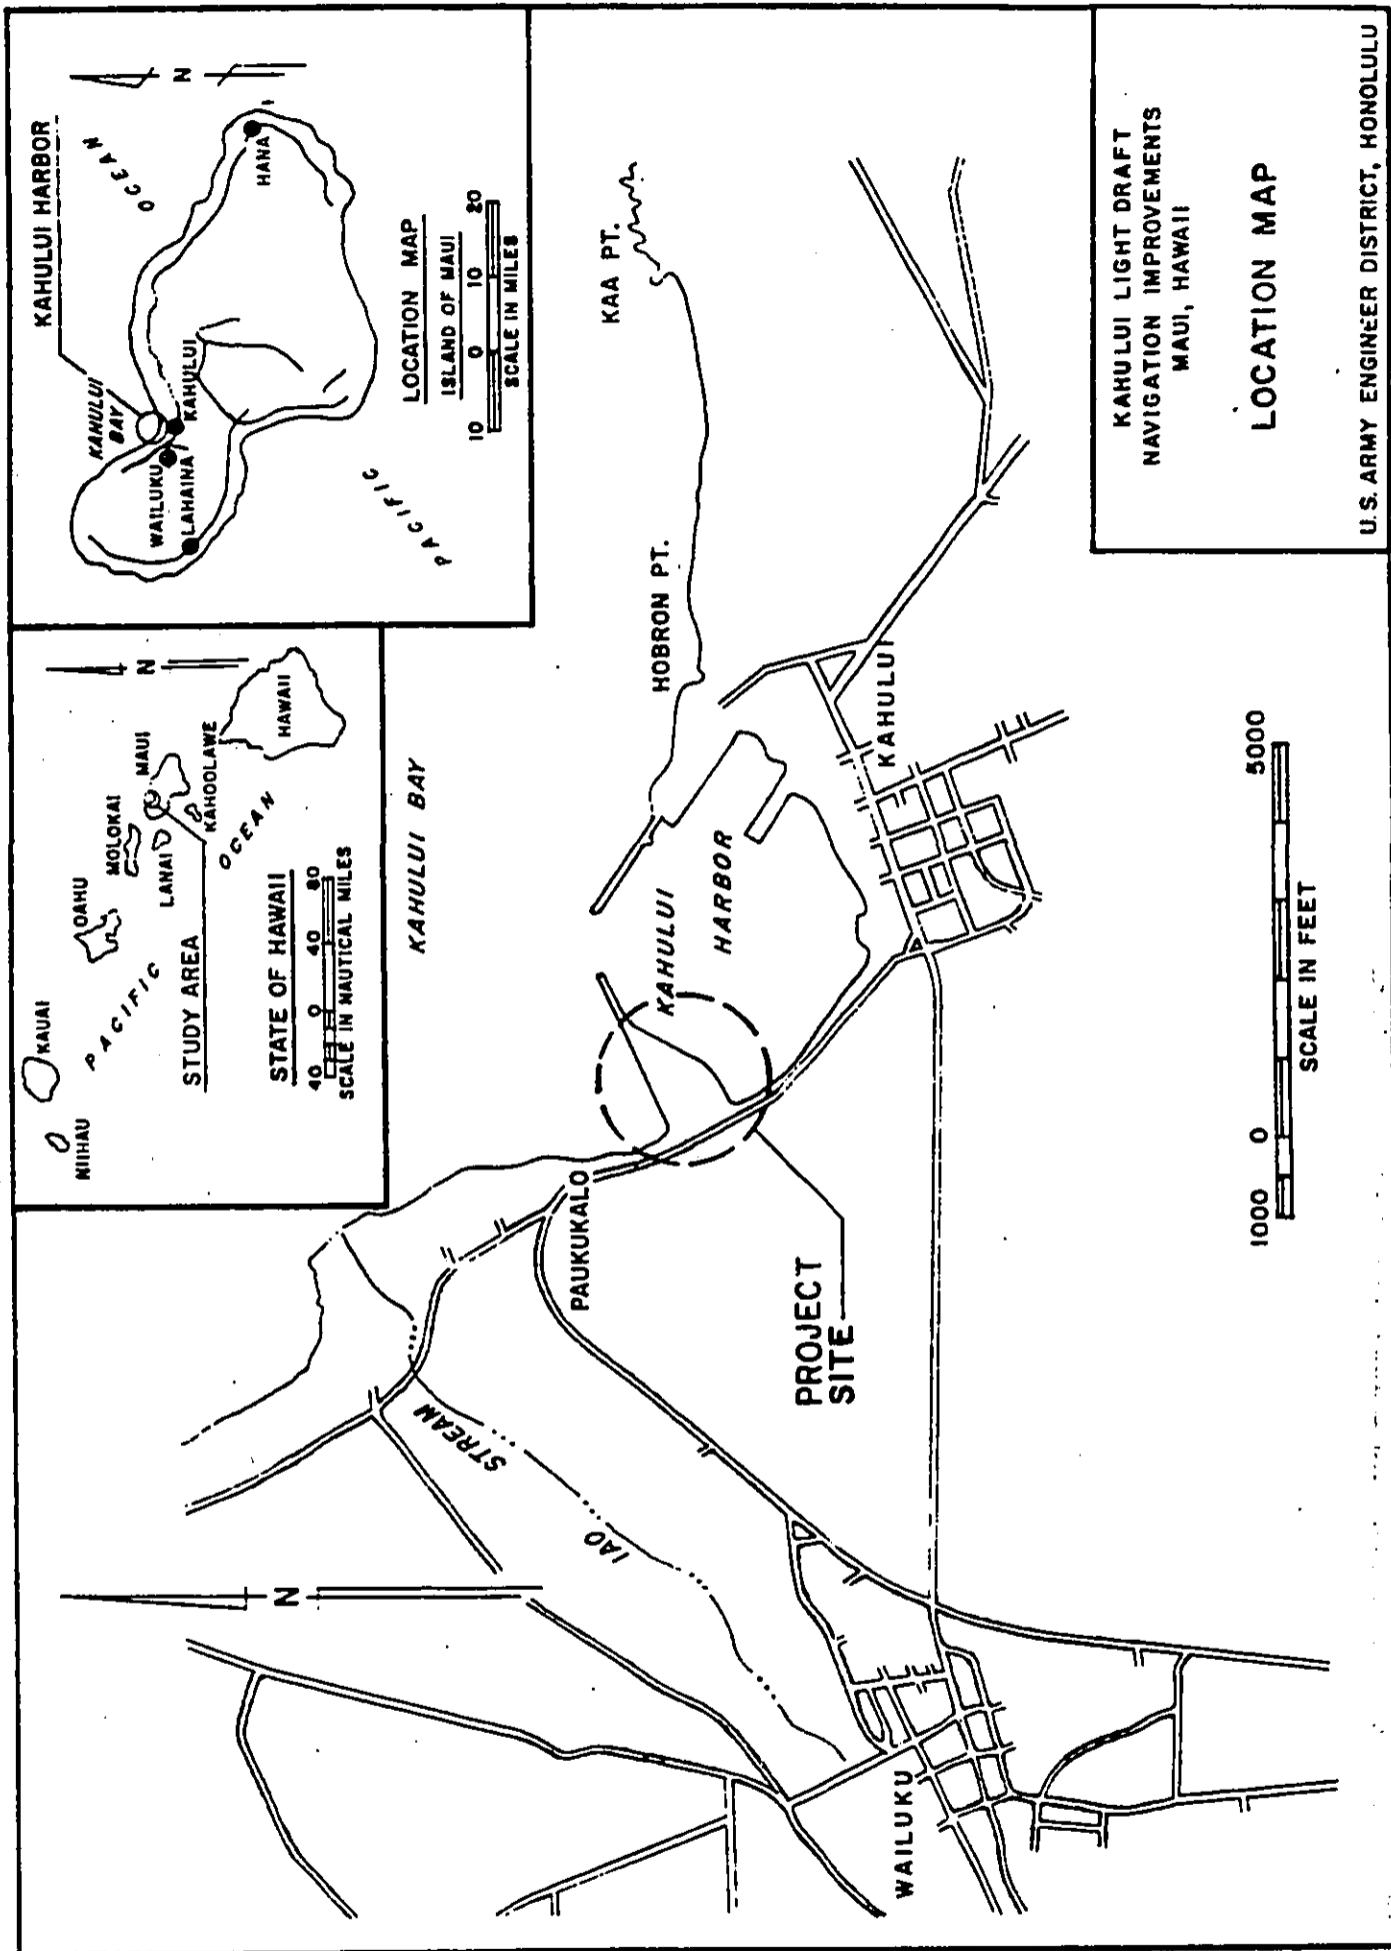 NIIHAU
KAUAI
OAHU
MOLOKAI
MAUI
LANAI
KAHOOLAWE
HAWAII
PACIFIC
OCEAN
N
STUDY AREA
STATE OF HAWAII
40 0 40 80
SCALE IN NAUTICAL MILES
KAHULUI HARBOR
KAHULUI
BAY
WAILUKU
LAHAINA
KAHULUI
HANA
OCEAN
PACIFIC
N
LOCATION MAP
ISLAND OF MAUI
10 0 10 20
SCALE IN MILES
N
KAHULUI BAY
IAO
STREAM
PAUKUKALO
HOBRON PT.
KAA PT.
KAHULUI
HARBOR
PROJECT
SITE
WAILUKU
KAHULUI
1000 0 5000
SCALE IN FEET
KAHULUI LIGHT DRAFT
NAVIGATION IMPROVEMENTS
MAUI, HAWAII
LOCATION MAP
U.S. ARMY ENGINEER DISTRICT, HONOLULU